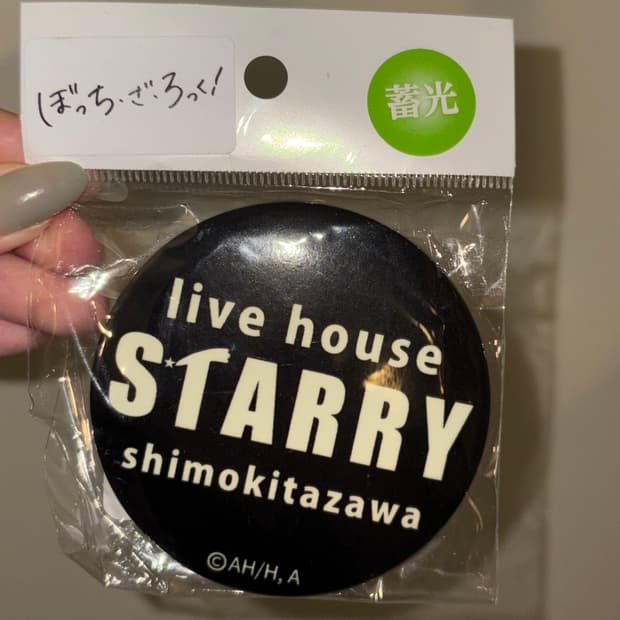 ぼっち・ざ・ろっく!
蓄光
live house
STARRY
shimokitazawa
©AH/H, A